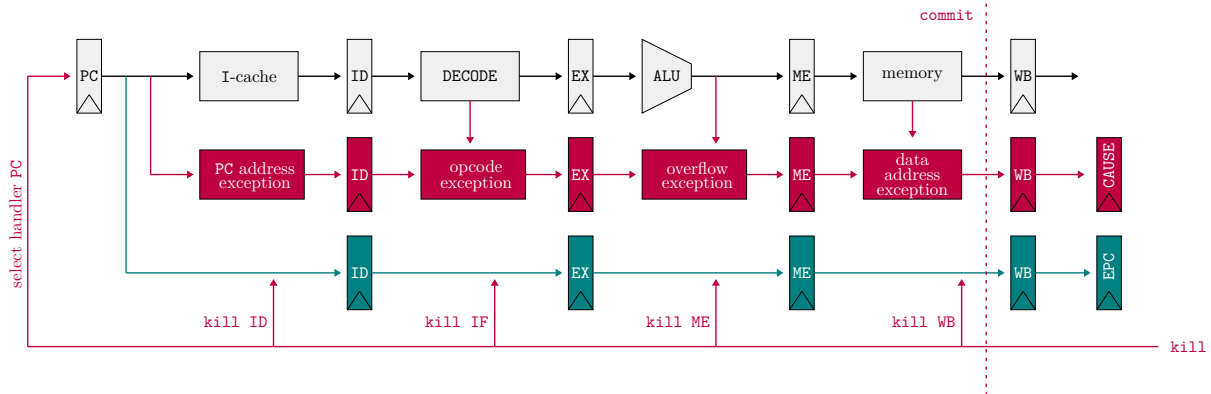 commit
PC
I-cache
ID
DECODE
EX
ALU
ME
memory
WB
PC address
exception
ID
opcode
exception
EX
overflow
exception
ME
data
address
exception
WB
CAUSE
select handler PC
ID
EX
ME
WB
EPC
kill ID
kill IF
kill ME
kill WB
kill